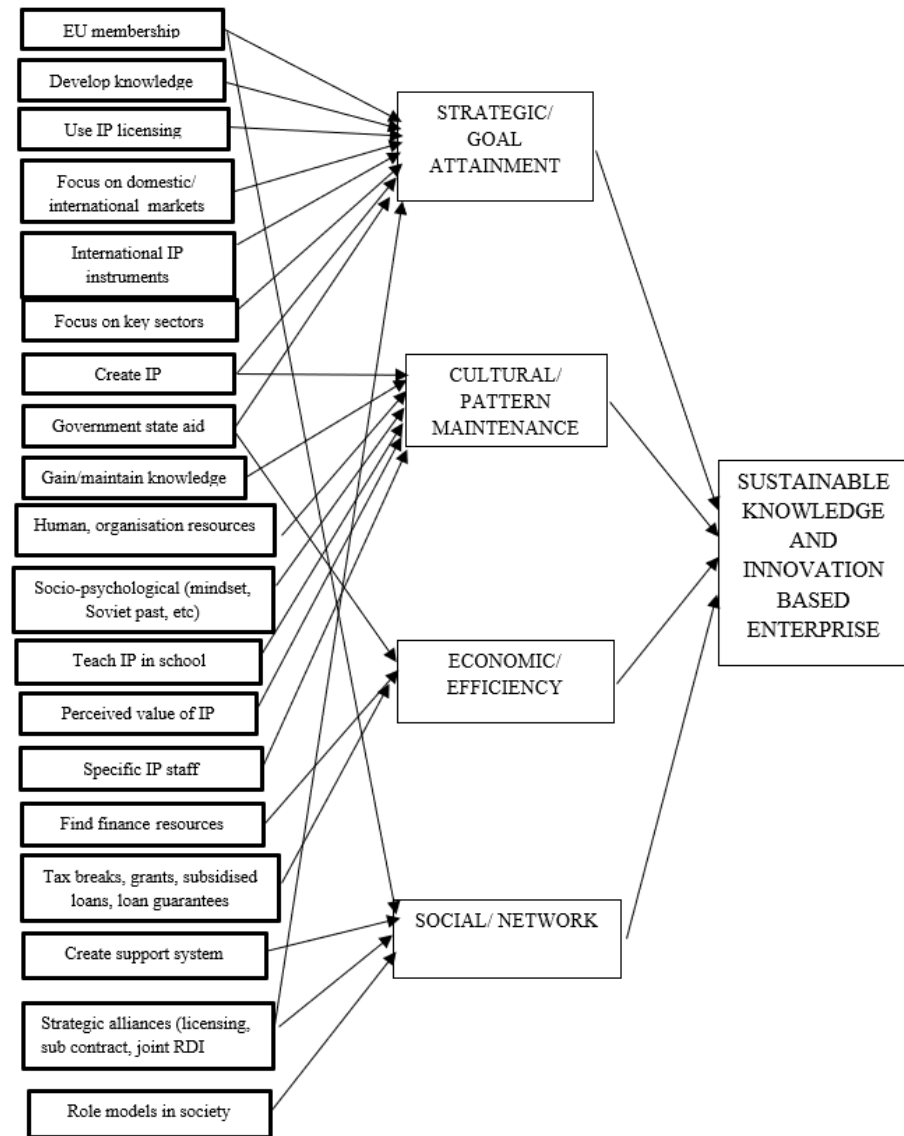 EU membership
Develop knowledge
Use IP licensing
Focus on domestic/
international markets
International IP
instruments
Focus on key sectors
Create IP
Government state aid
Gain/maintain knowledge
Human, organisation resources
Socio-psychological (mindset,
Soviet past, etc)
Teach IP in school
Perceived value of IP
Specific IP staff
Find finance resources
Tax breaks, grants, subsidised
loans, loan guarantees
Create support system
Strategic alliances (licensing,
sub contract, joint RDI
Role models in society
STRATEGIC/
GOAL
ATTAINMENT
CULTURAL/
PATTERN
MAINTENANCE
ECONOMIC/
EFFICIENCY
SOCIAL/ NETWORK
SUSTAINABLE
KNOWLEDGE
AND
INNOVATION
BASED
ENTERPRISE